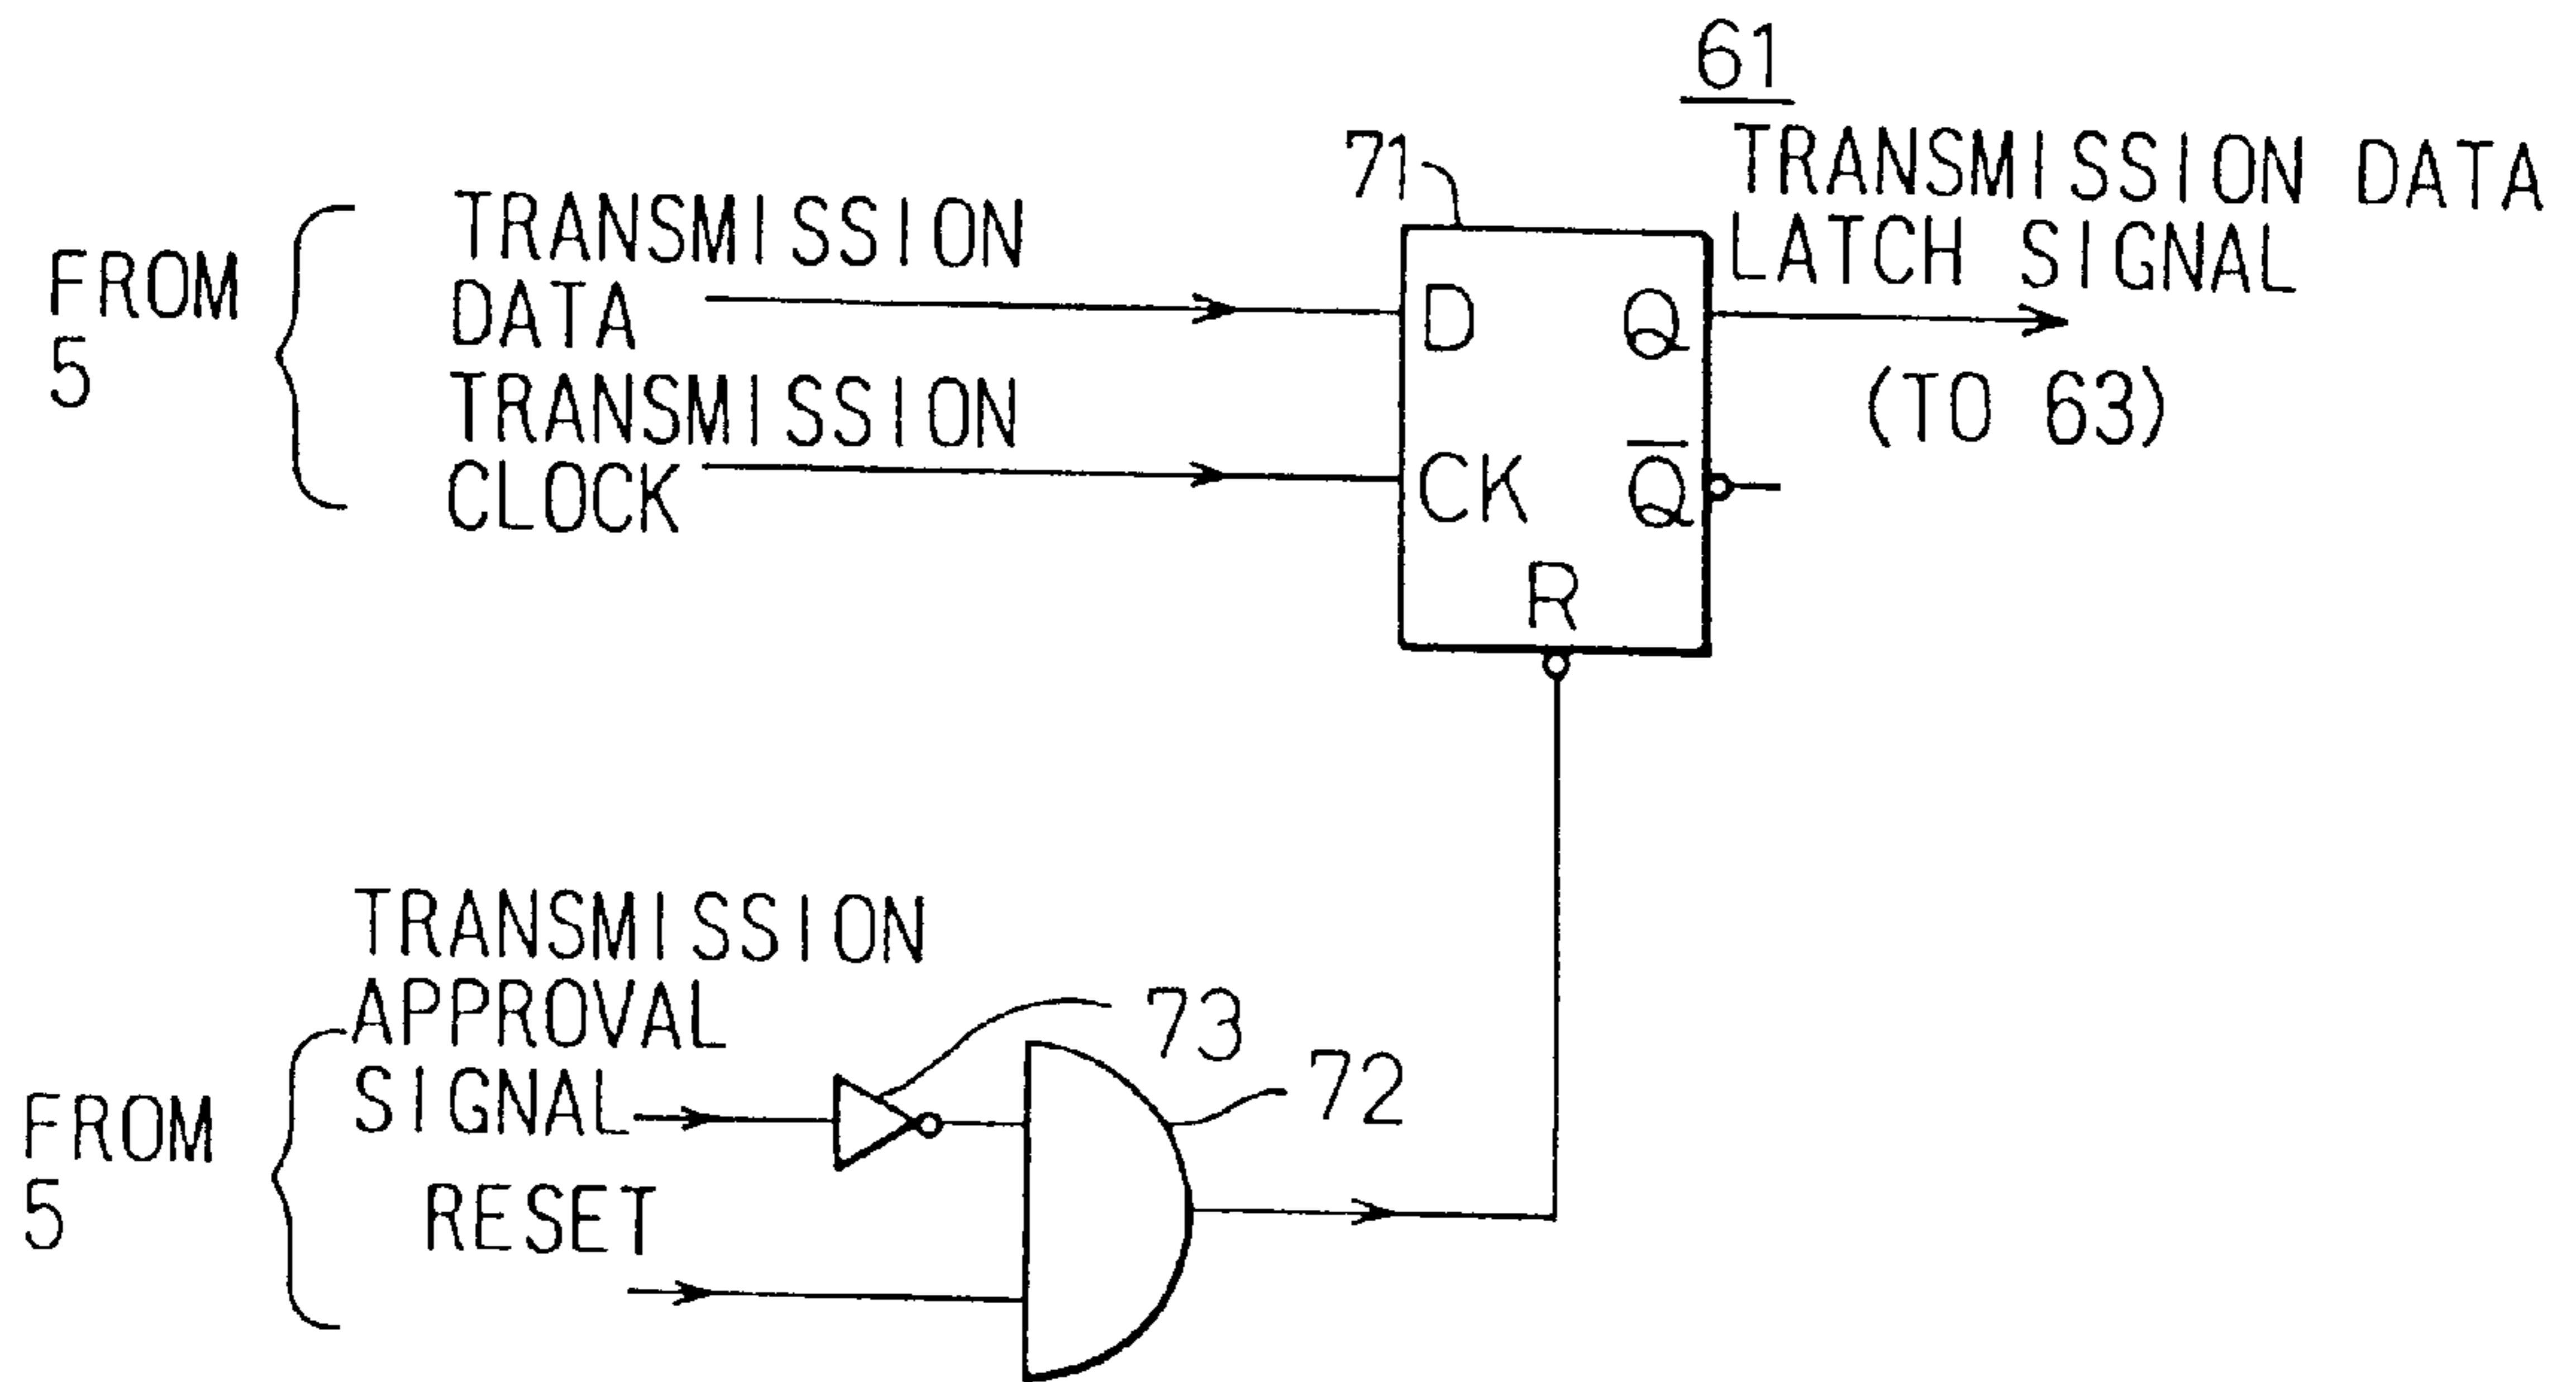 61
71
TRANSMISSION DATA
LATCH SIGNAL
(TO 63)
FROM
5
TRANSMISSION
DATA
TRANSMISSION
CLOCK
D
Q
CK
Q̅
R
TRANSMISSION
APPROVAL
SIGNAL
FROM
5
RESET
73
72